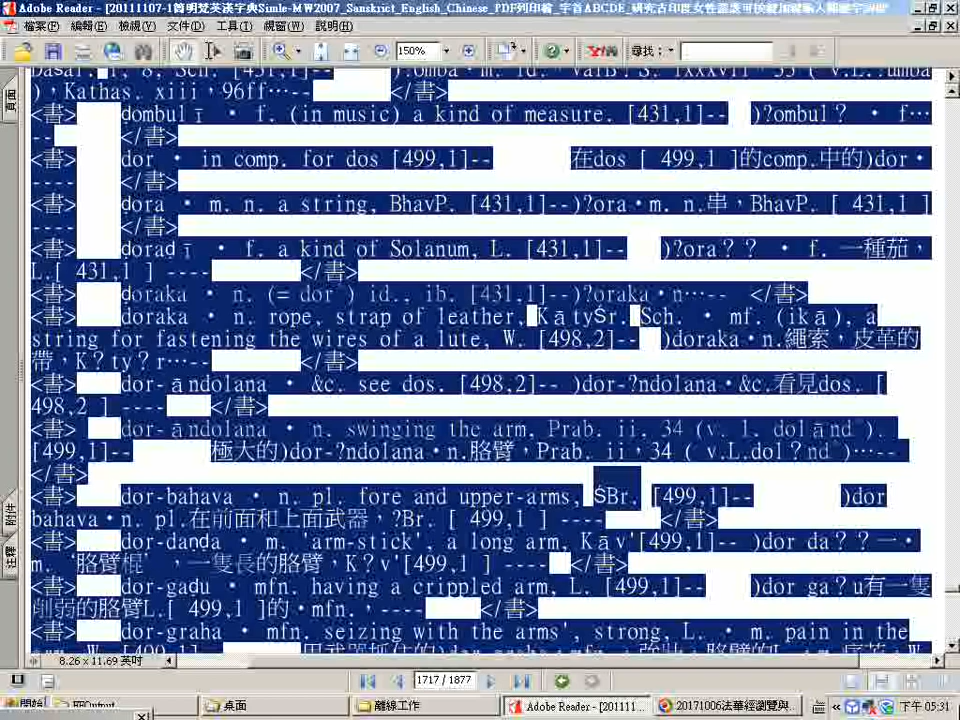 Adobe Reader - [20111107-1簡明梵英漢字典Simle-MW2007_Sanskrict_English_Chinese_PDF列印稿_字首ABCDE_研究古印度女性
檔案(F) 編輯(E) 檢視(V) 文件(C) 工具(T) 視窗(W) 說明(H)
150% 尋找：
), Kathas. xiii, 96ff…-- </書>
<書> ḍombulī • f. (in music) a kind of measure. [431,1]-- )?ombul？ • f…
-- </書>
<書> dor • in comp. for dos [499,1]-- 在dos [ 499,1 ]的comp.中的)dor•
---- </書>
<書> ḍora • m. n. a string, BhavP. [431,1]--)?ora•m. n.串，BhavP. [ 431,1 ]
---- </書>
<書> ḍoraḍī • f. a kind of Solanum, L. [431,1]-- )?ora？？ • f. 一種茄，
L.[ 431,1 ] ---- </書>
<書> ḍoraka • n. (= dor ) id., ib. [431,1]--)?oraka•n…-- </書>
<書> doraka • n. rope, strap of leather, KātyŚr. Sch. • mf. (ikā), a
string for fastening the wires of a lute, W. [498,2]-- )doraka•n.繩索，皮革的
帶，K？ty？r…-- </書>
<書> dor-āndolana • &c. see dos. [498,2]-- )dor-?ndolana•&c.看見dos. [
498,2 ] ---- </書>
<書> dor-āndolana • n. swinging the arm, Prab. ii, 34 (v. l. dolānd ).
[499,1]-- 極大的)dor-?ndolana•n.胳臂，Prab. ii，34 ( v.L.dol？nd )…--
</書>
<書> dor-bahava • n. pl. fore and upper-arms, ŚBr. [499,1]-- )dor
bahava•n. pl.在前面和上面武器，?Br. [ 499,1 ] ---- </書>
<書> dor-daṇḍa • m. 'arm-stick', a long arm, Kāv'[499,1]-- )dor da？？一•
m. '胳臂棍'，一隻長的胳臂，K？v'[499,1] ---- </書>
<書> dor-gaḍu • mfn. having a crippled arm, L. [499,1]-- )dor ga？u有一隻
削弱的胳臂L.[ 499,1 ]的•mfn.，---- </書>
<書> dor-graha • mfn. seizing with the arms', strong, L. • m. pain in the
頁面
附件
注釋
8.26 x 11.69 英吋
1717 / 1877
開始 桌面 離線工作 Adobe Reader - [201111... 20171006法華經瀏覽與... 下午 05:31